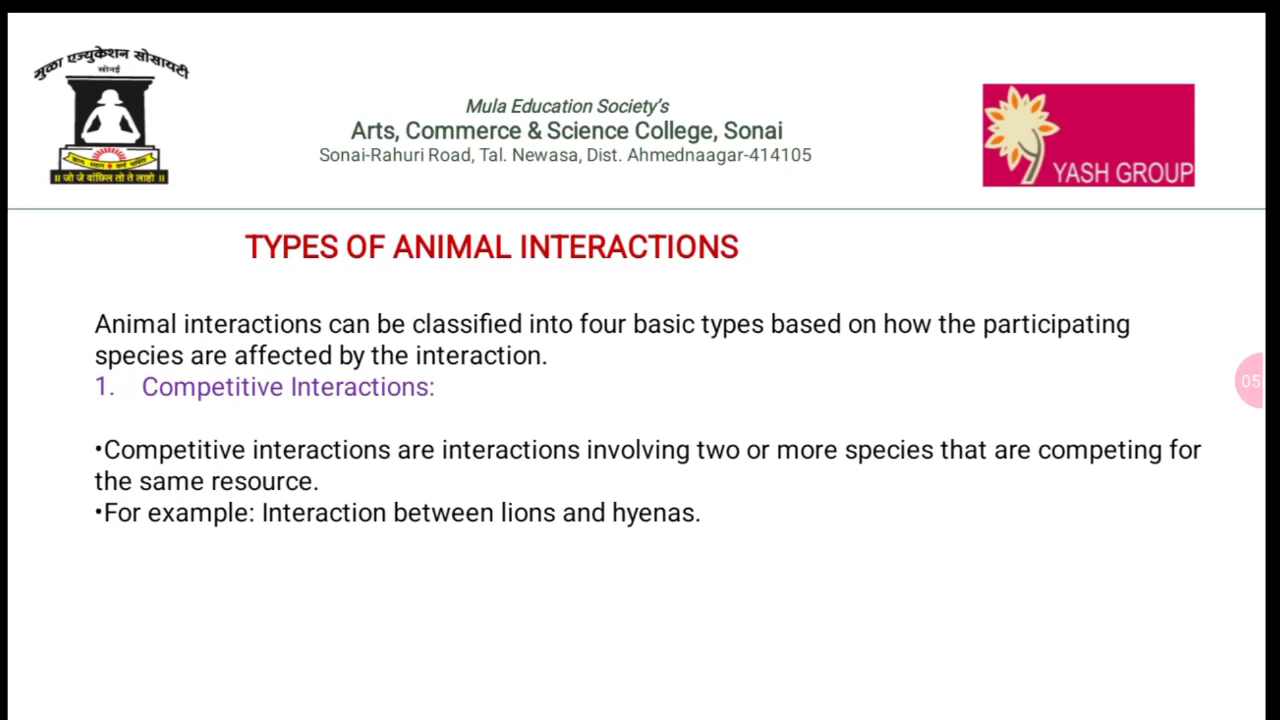 मुळा एज्युकेशन सोसायटी
सोनई
॥ जो जे वांछिल तो ते लाहो ॥
Mula Education Society's
Arts, Commerce & Science College, Sonai
Sonai-Rahuri Road, Tal. Newasa, Dist. Ahmednaagar-414105
YASH GROUP
TYPES OF ANIMAL INTERACTIONS
Animal interactions can be classified into four basic types based on how the participating
species are affected by the interaction.
1. Competitive Interactions:
•Competitive interactions are interactions involving two or more species that are competing for
the same resource.
•For example: Interaction between lions and hyenas.
05